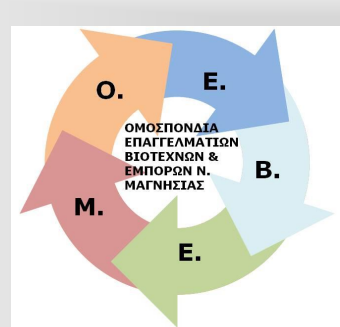 Ο.
Ε.
ΟΜΟΣΠΟΝΔΙΑ
ΕΠΑΓΓΕΛΜΑΤΙΩΝ
ΒΙΟΤΕΧΝΩΝ &
ΕΜΠΟΡΩΝ Ν.
ΜΑΓΝΗΣΙΑΣ
Β.
Ε.
Μ.